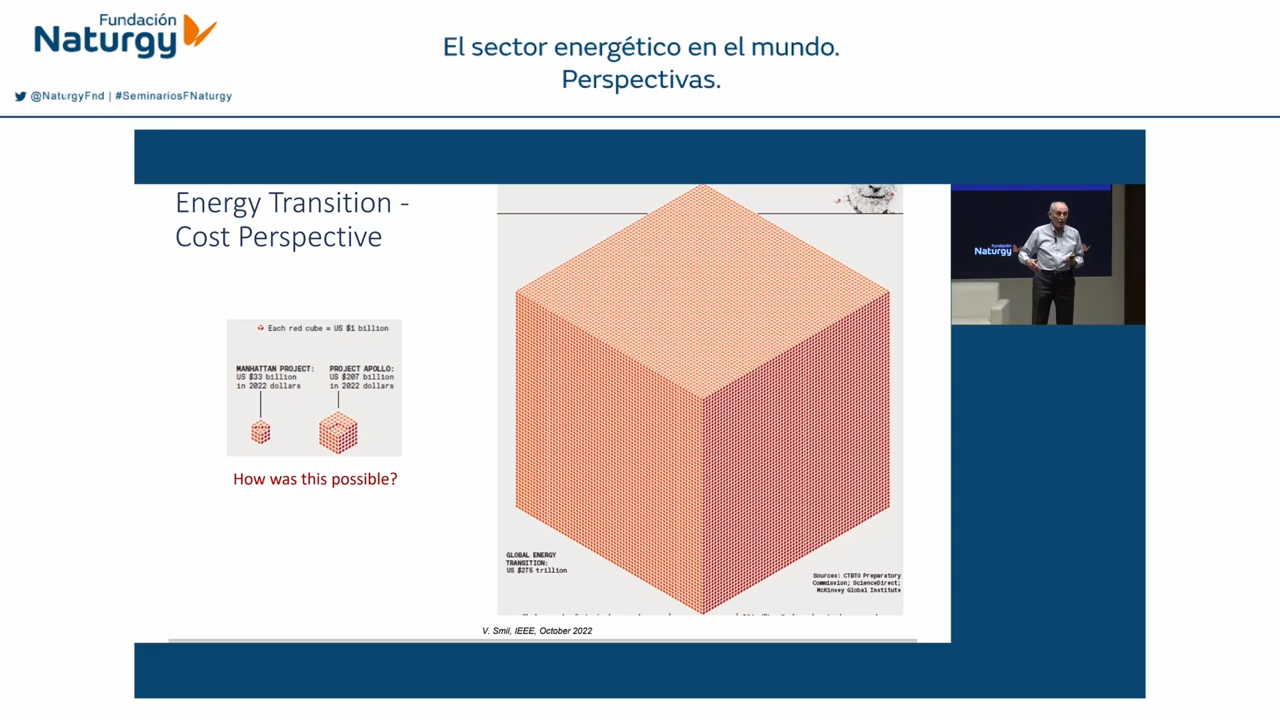 Fundación
Naturgy
@NaturgyFnd | #SeminariosFNaturgy
El sector energético en el mundo.
Perspectivas.
Energy Transition -
Cost Perspective
Each red cube = US $1 billion
MANHATTAN PROJECT:
US $33 billion
in 2022 dollars
PROJECT APOLLO:
US $207 billion
in 2022 dollars
How was this possible?
GLOBAL ENERGY
TRANSITION:
US $275 trillion
Sources: CTBTO Preparatory
Commission; ScienceDirect;
McKinsey Global Institute
V. Smil, IEEE, October 2022
Fundación
Naturgy